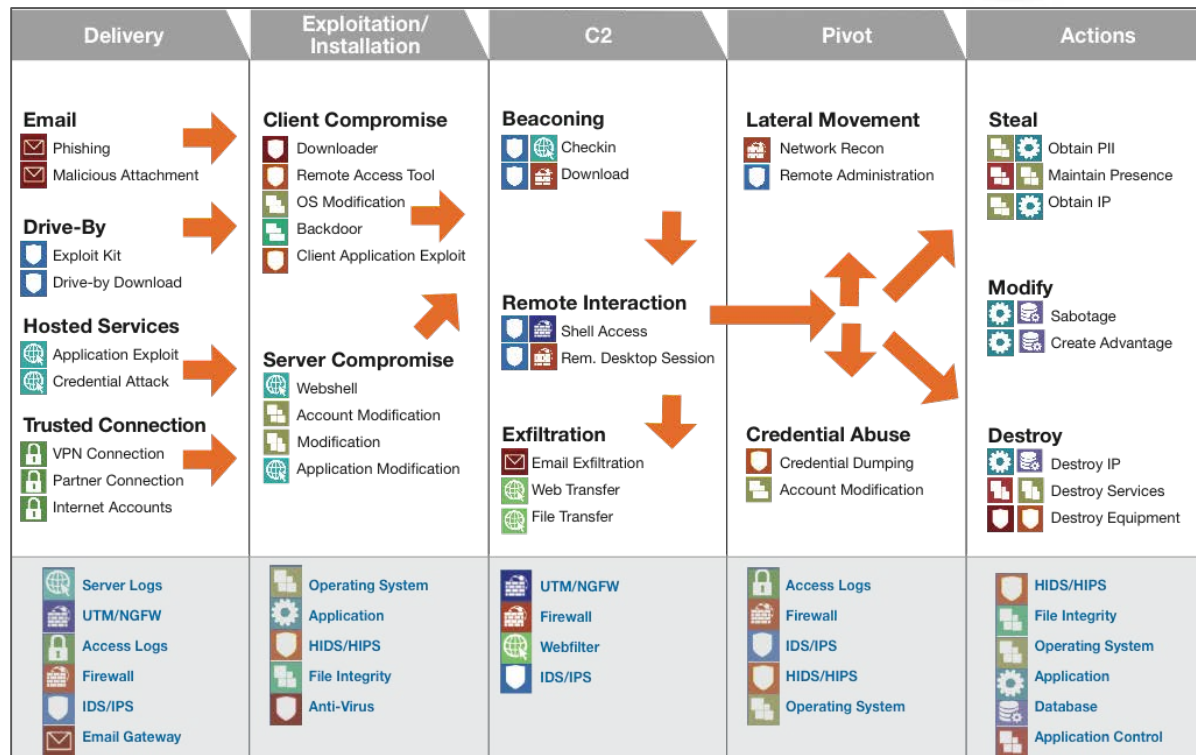 Delivery
Exploitation/
Installation
C2
Pivot
Actions
Email
Phishing
Malicious Attachment
Drive-By
Exploit Kit
Drive-by Download
Hosted Services
Application Exploit
Credential Attack
Trusted Connection
VPN Connection
Partner Connection
Internet Accounts
Client Compromise
Downloader
Remote Access Tool
OS Modification
Backdoor
Client Application Exploit
Server Compromise
Webshell
Account Modification
Modification
Application Modification
Beaconing
Checkin
Download
Remote Interaction
Shell Access
Rem. Desktop Session
Exfiltration
Email Exfiltration
Web Transfer
File Transfer
Lateral Movement
Network Recon
Remote Administration
Credential Abuse
Credential Dumping
Account Modification
Steal
Obtain PII
Maintain Presence
Obtain IP
Modify
Sabotage
Create Advantage
Destroy
Destroy IP
Destroy Services
Destroy Equipment
Server Logs
UTM/NGFW
Access Logs
Firewall
IDS/IPS
Email Gateway
Operating System
Application
HIDS/HIPS
File Integrity
Anti-Virus
UTM/NGFW
Firewall
Webfilter
IDS/IPS
Access Logs
Firewall
IDS/IPS
HIDS/HIPS
Operating System
HIDS/HIPS
File Integrity
Operating System
Application
Database
Application Control